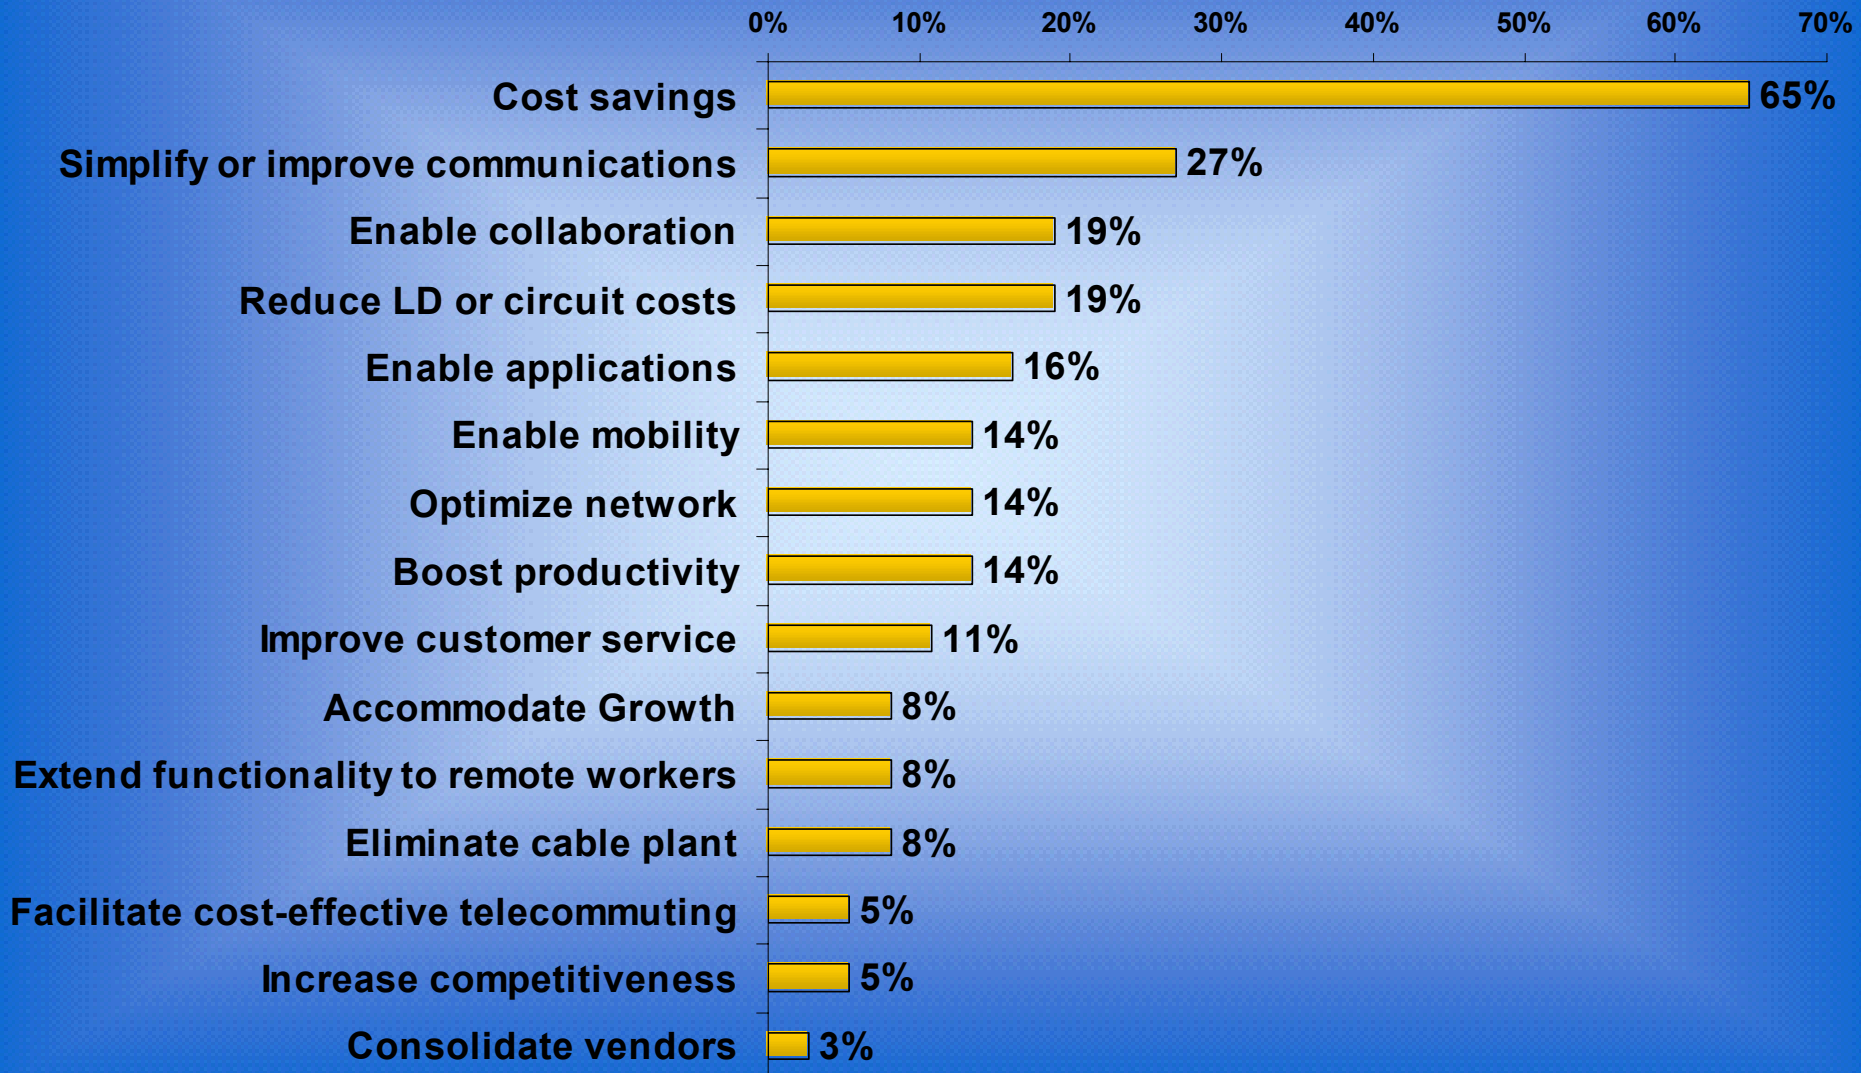 0% 10% 20% 30% 40% 50% 60% 70%
Cost savings 65%
Simplify or improve communications 27%
Enable collaboration 19%
Reduce LD or circuit costs 19%
Enable applications 16%
Enable mobility 14%
Optimize network 14%
Boost productivity 14%
Improve customer service 11%
Accommodate Growth 8%
Extend functionality to remote workers 8%
Eliminate cable plant 8%
Facilitate cost-effective telecommuting 5%
Increase competitiveness 5%
Consolidate vendors 3%